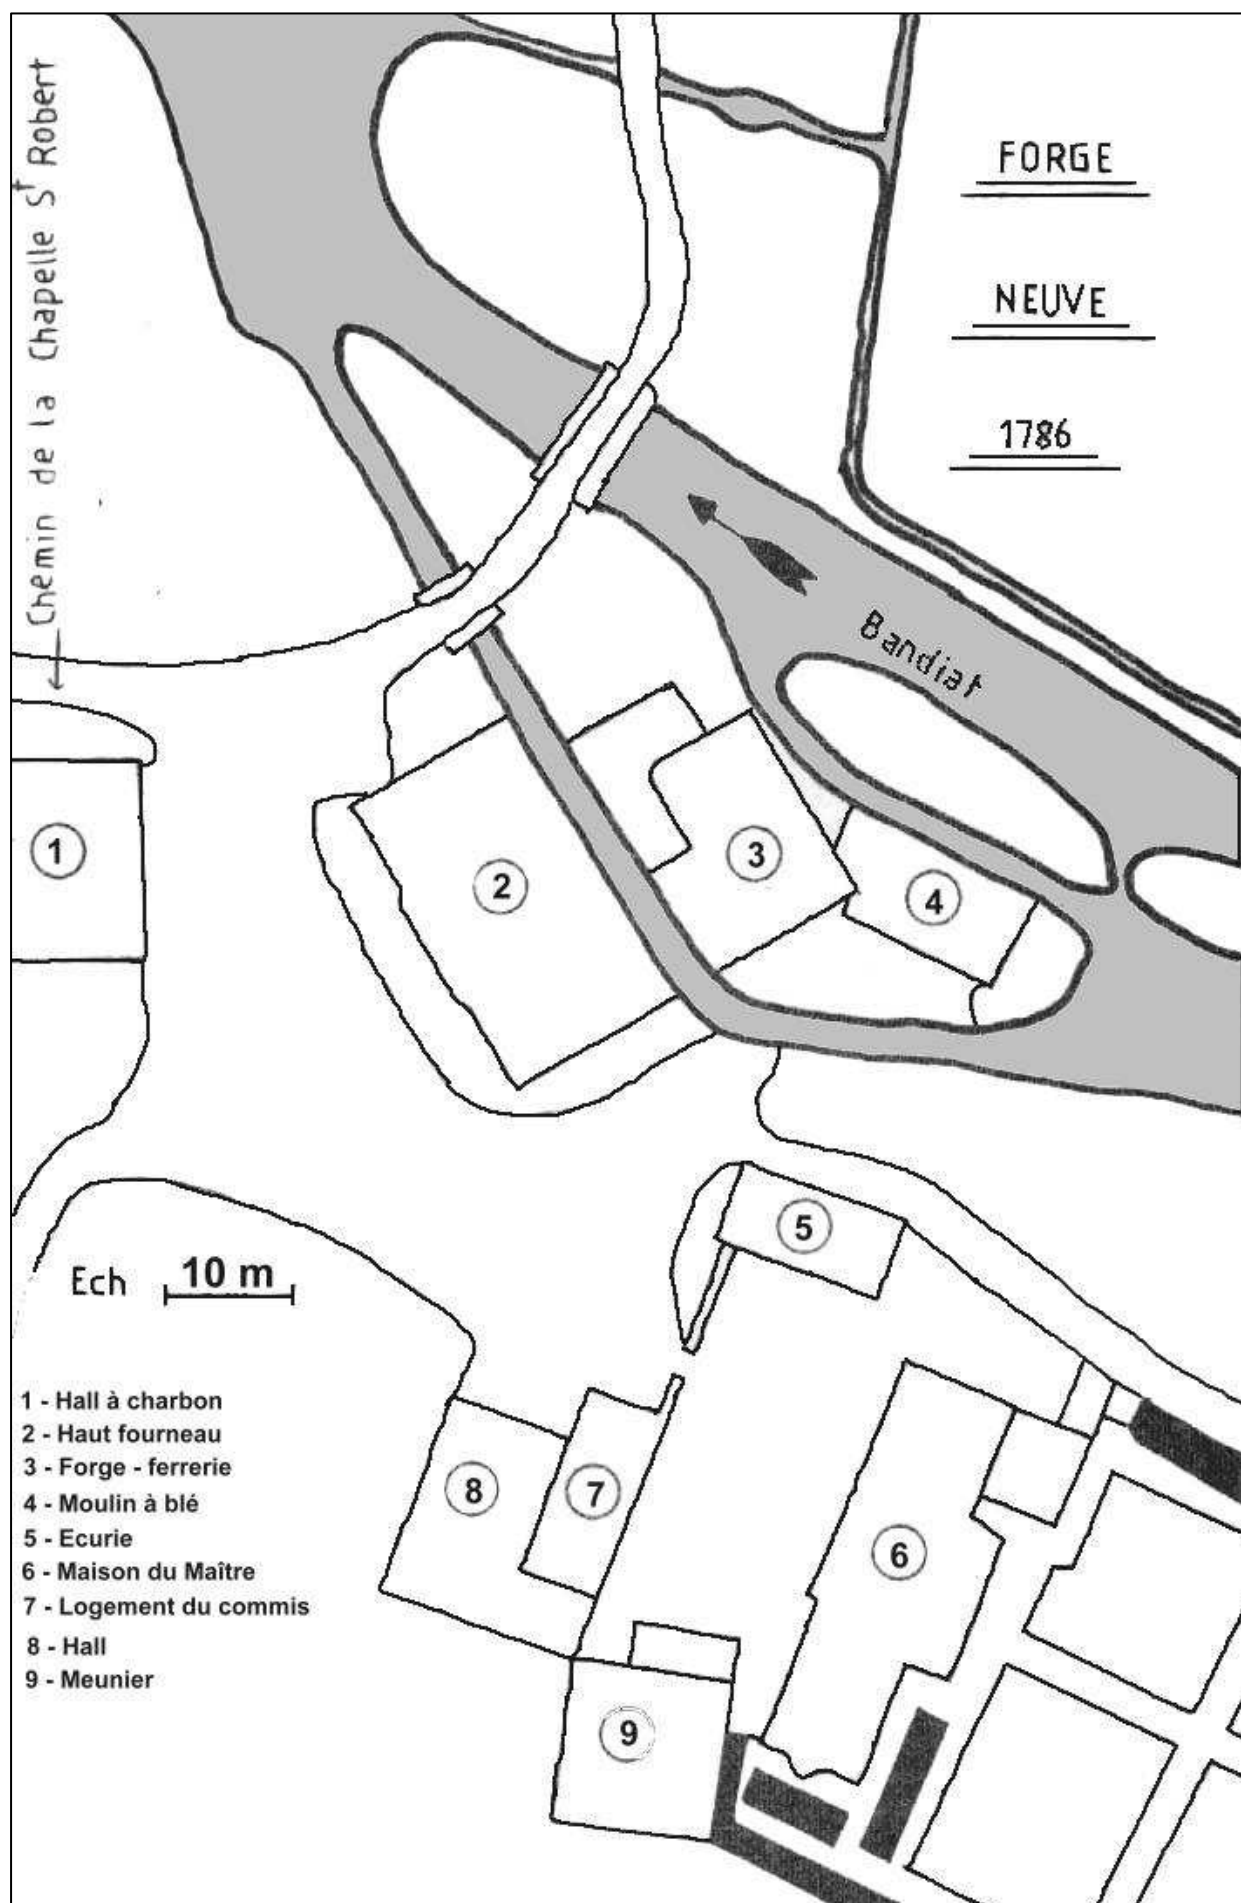 Chemin de la Chapelle St Robert
FORGE
NEUVE
1786
Bandiat
1
2
3
4
5
Ech 10 m
6
7
8
9
1 - Hall à charbon
2 - Haut fourneau
3 - Forge - ferrerie
4 - Moulin à blé
5 - Ecurie
6 - Maison du Maître
7 - Logement du commis
8 - Hall
9 - Meunier